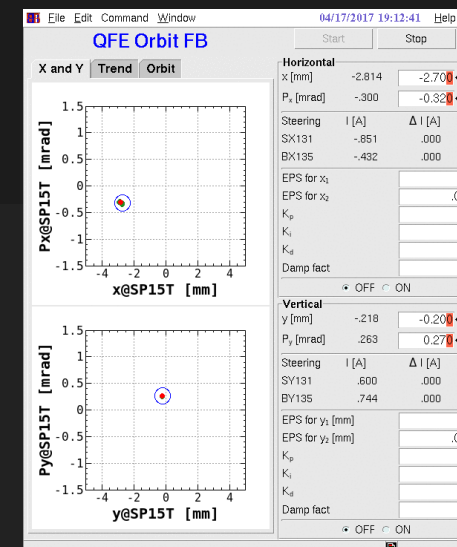 File Edit Command Window 04/17/2017 19:12:41 Help
QFE Orbit FB
Start Stop
X and Y Trend Orbit
1.5
1
0.5
0
-0.5
-1
-1.5
-4 -2 0 2 4
Px@SP15T [mrad]
x@SP15T [mm]
1.5
1
0.5
0
-0.5
-1
-1.5
-4 -2 0 2 4
Py@SP15T [mrad]
y@SP15T [mm]
Horizontal
x [mm] -2.814 -2.700
Px [mrad] -.300 -0.320
Steering I [A] Δ I [A]
SX131 -.851 .000
BX135 -.432 .000
EPS for x1
EPS for x2
Kp
Ki
Kd
Damp fact
OFF ON
Vertical
y [mm] -.218 -0.200
Py [mrad] .263 0.270
Steering I [A] Δ I [A]
SY131 .600 .000
BY135 .744 .000
EPS for y1 [mm]
EPS for y2 [mm]
Kp
Ki
Kd
Damp fact
OFF ON